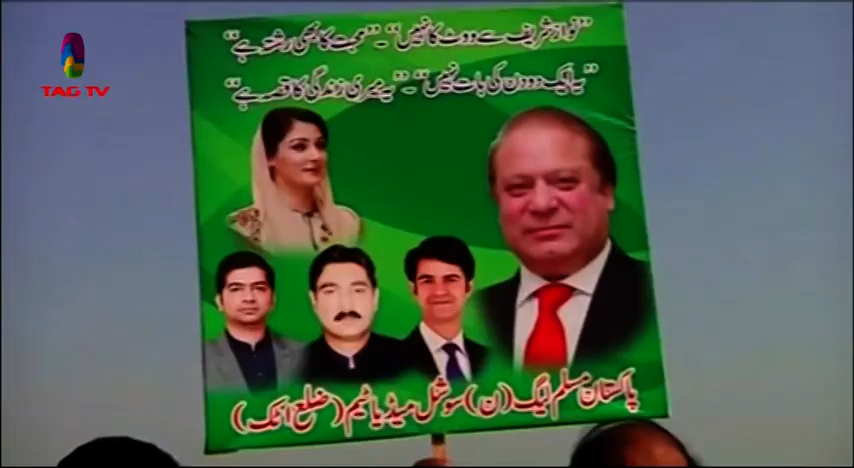 TAG TV
"نواز شریف سے ووٹ کا نہیں"۔ "محبت کا بھی رشتہ ہے"
"یہ ایک دو دن کی بات نہیں"۔ "یہ میری زندگی کا قصہ ہے"
پاکستان مسلم لیگ (ن) سوشل میڈیا ٹیم (ضلع اٹک)